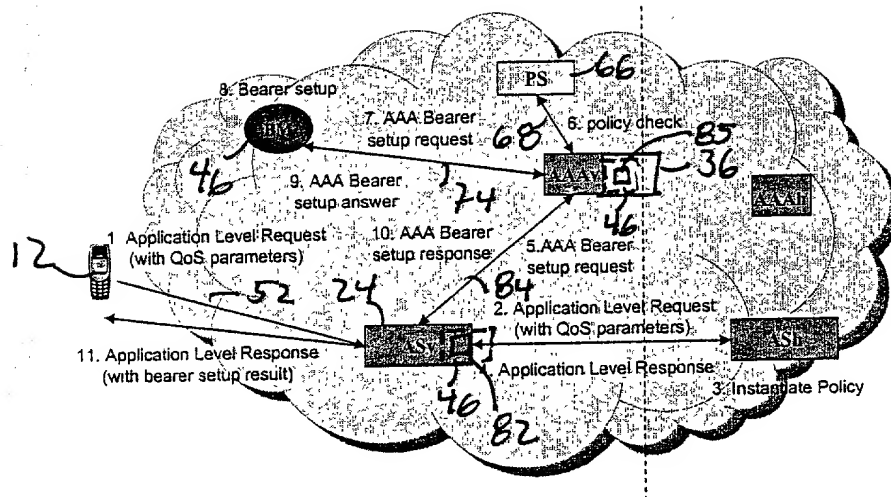 PS
66
8. Bearer setup
BM
46
7. AAA Bearer
setup request
68
6. policy check
85
36
AAAv
46
AAAh
9. AAA Bearer
setup answer
74
12
1 Application Level Request
(with QoS parameters)
52
10. AAA Bearer
setup response
5.AAA Bearer
setup request
84
24
2. Application Level Request
(with QoS parameters)
ASv
ASh
11. Application Level Response
(with bearer setup result)
Application Level Response
46
82
3. Instantiate Policy